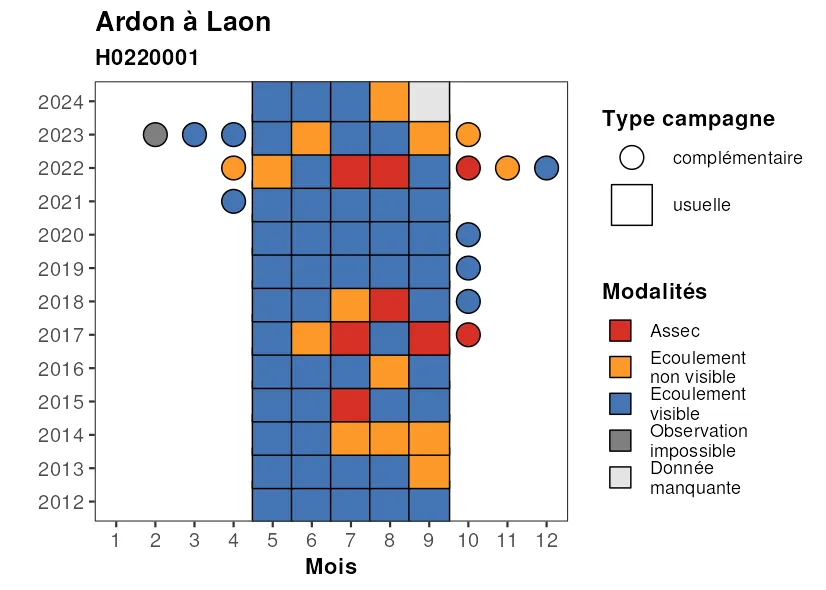 Ardon à Laon
H0220001
2024
2023
2022
2021
2020
2019
2018
2017
2016
2015
2014
2013
2012
1 2 3 4 5 6 7 8 9 10 11 12
Mois
Type campagne
complémentaire
usuelle
Modalités
Assec
Ecoulement
non visible
Ecoulement
visible
Observation
impossible
Donnée
manquante